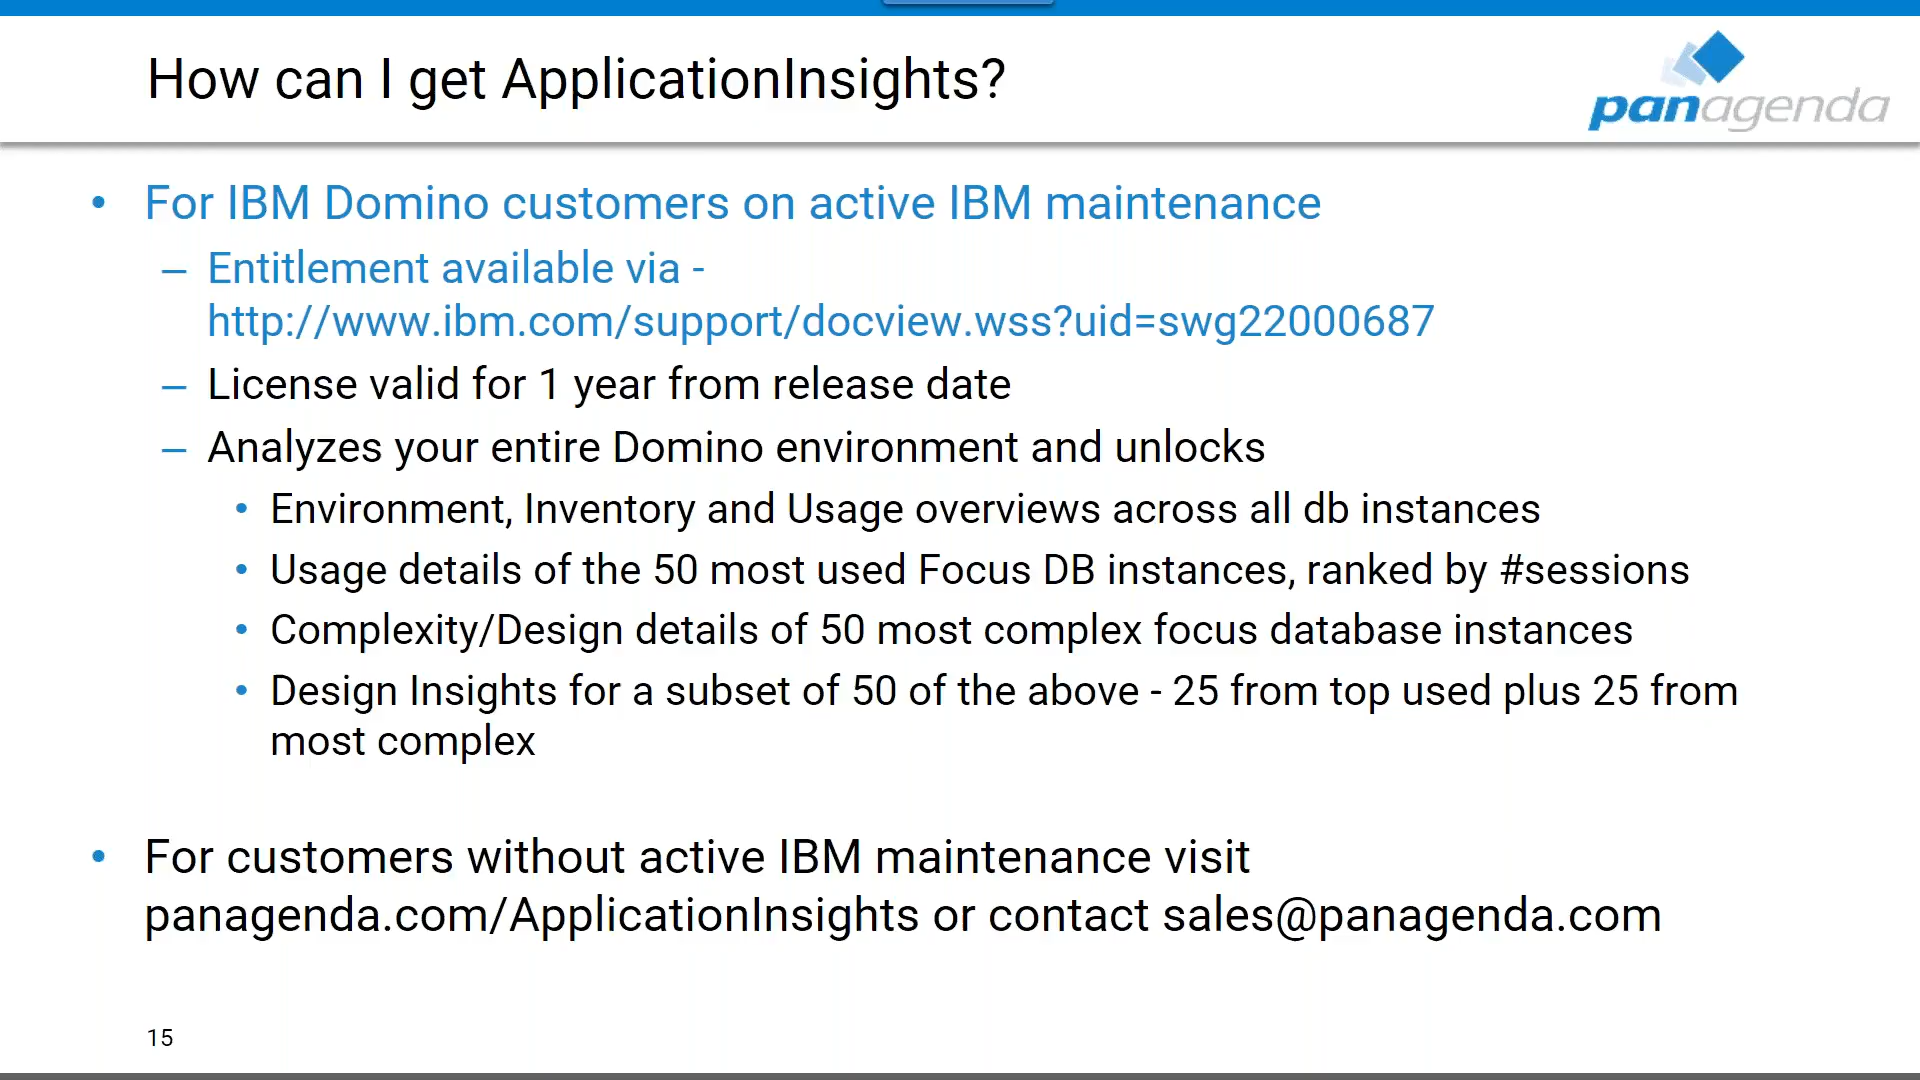 How can I get ApplicationInsights?
panagenda
• For IBM Domino customers on active IBM maintenance
– Entitlement available via -
http://www.ibm.com/support/docview.wss?uid=swg22000687
– License valid for 1 year from release date
– Analyzes your entire Domino environment and unlocks
• Environment, Inventory and Usage overviews across all db instances
• Usage details of the 50 most used Focus DB instances, ranked by #sessions
• Complexity/Design details of 50 most complex focus database instances
• Design Insights for a subset of 50 of the above - 25 from top used plus 25 from
most complex
• For customers without active IBM maintenance visit
panagenda.com/ApplicationInsights or contact sales@panagenda.com
15